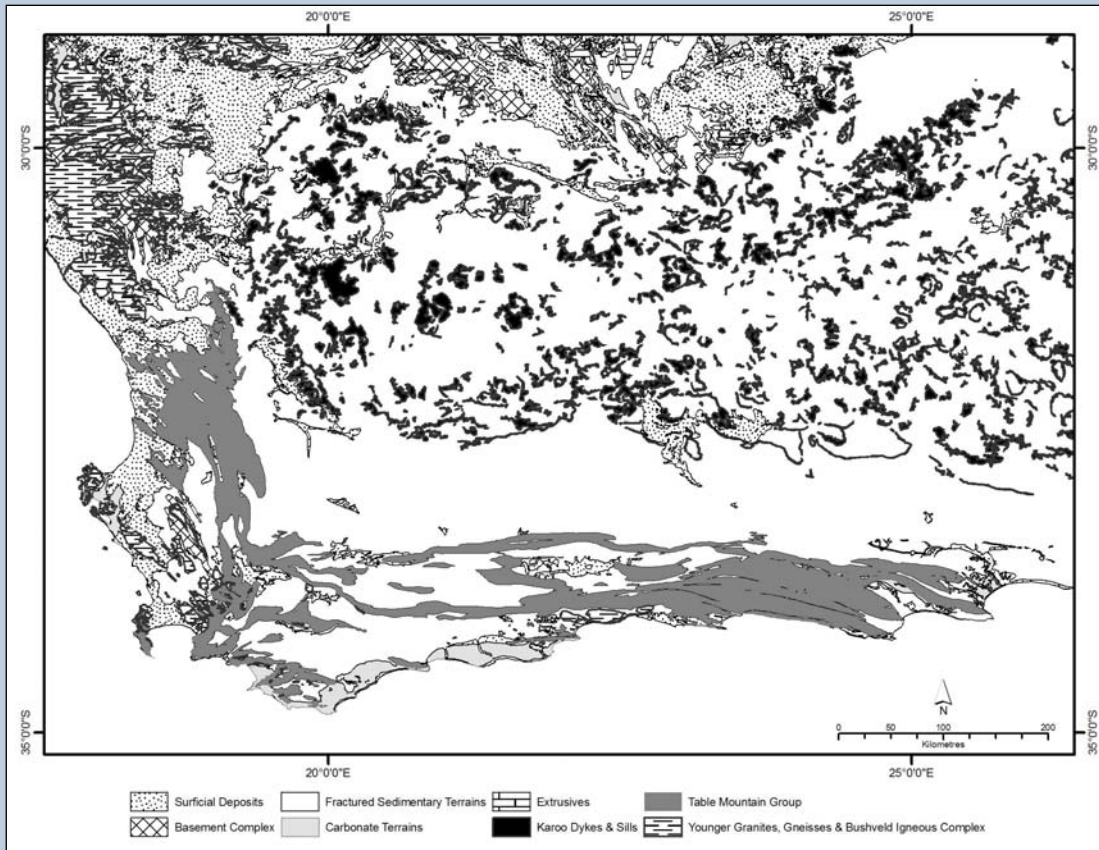 20°0'0"E 25°0'0"E
30°0'0"S 30°0'0"S
35°0'0"S 35°0'0"S
N
0 50 100 200
Kilometres
20°0'0"E 25°0'0"E
Surficial Deposits Fractured Sedimentary Terrains Extrusives Table Mountain Group
Basement Complex Carbonate Terrains Karoo Dykes & Sills Younger Granites, Gneisses & Bushveld Igneous Complex